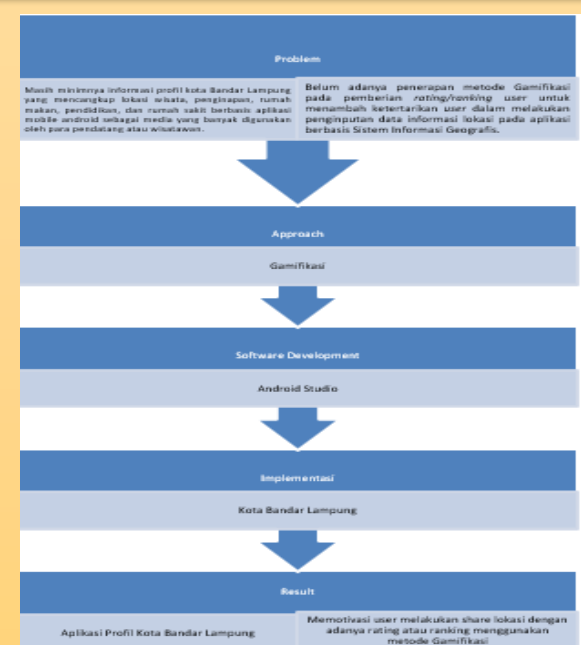 Problem
Masih minimnya informasi profil kota Bandar Lampung
yang mencangkup lokasi wisata, penginapan, rumah
makan, pendidikan, dan rumah sakit berbasis aplikasi
mobile android sebagai media yang banyak digunakan
oleh para pendatang atau wisatawan.
Belum adanya penerapan metode Gamifikasi
pada pemberian rating/ranking user untuk
menambah ketertarikan user dalam melakukan
penginputan data informasi lokasi pada aplikasi
berbasis Sistem Informasi Geografis.
Approach
Gamifikasi
Software Development
Android Studio
Implementasi
Kota Bandar Lampung
Result
Aplikasi Profil Kota Bandar Lampung
Memotivasi user melakukan share lokasi dengan
adanya rating atau ranking menggunakan
metode Gamifikasi